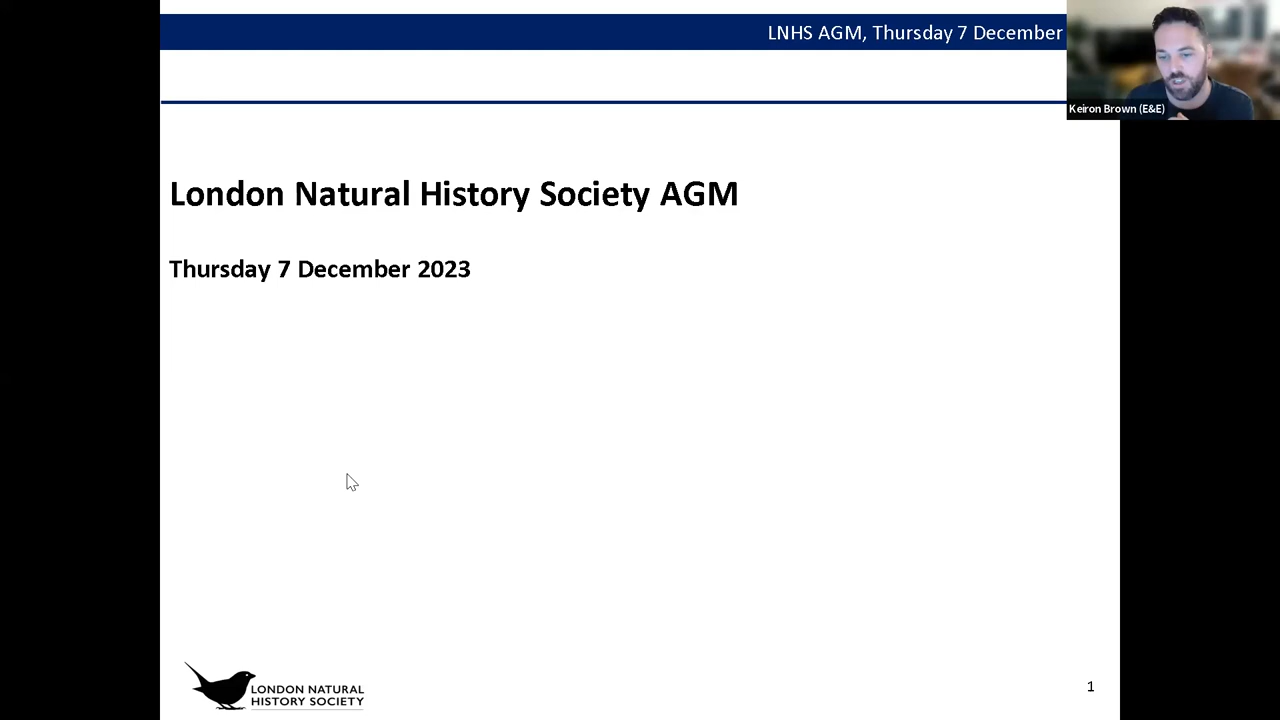 LNHS AGM, Thursday 7 December
Keiron Brown (E&E)
London Natural History Society AGM
Thursday 7 December 2023
LONDON NATURAL
HISTORY SOCIETY
1